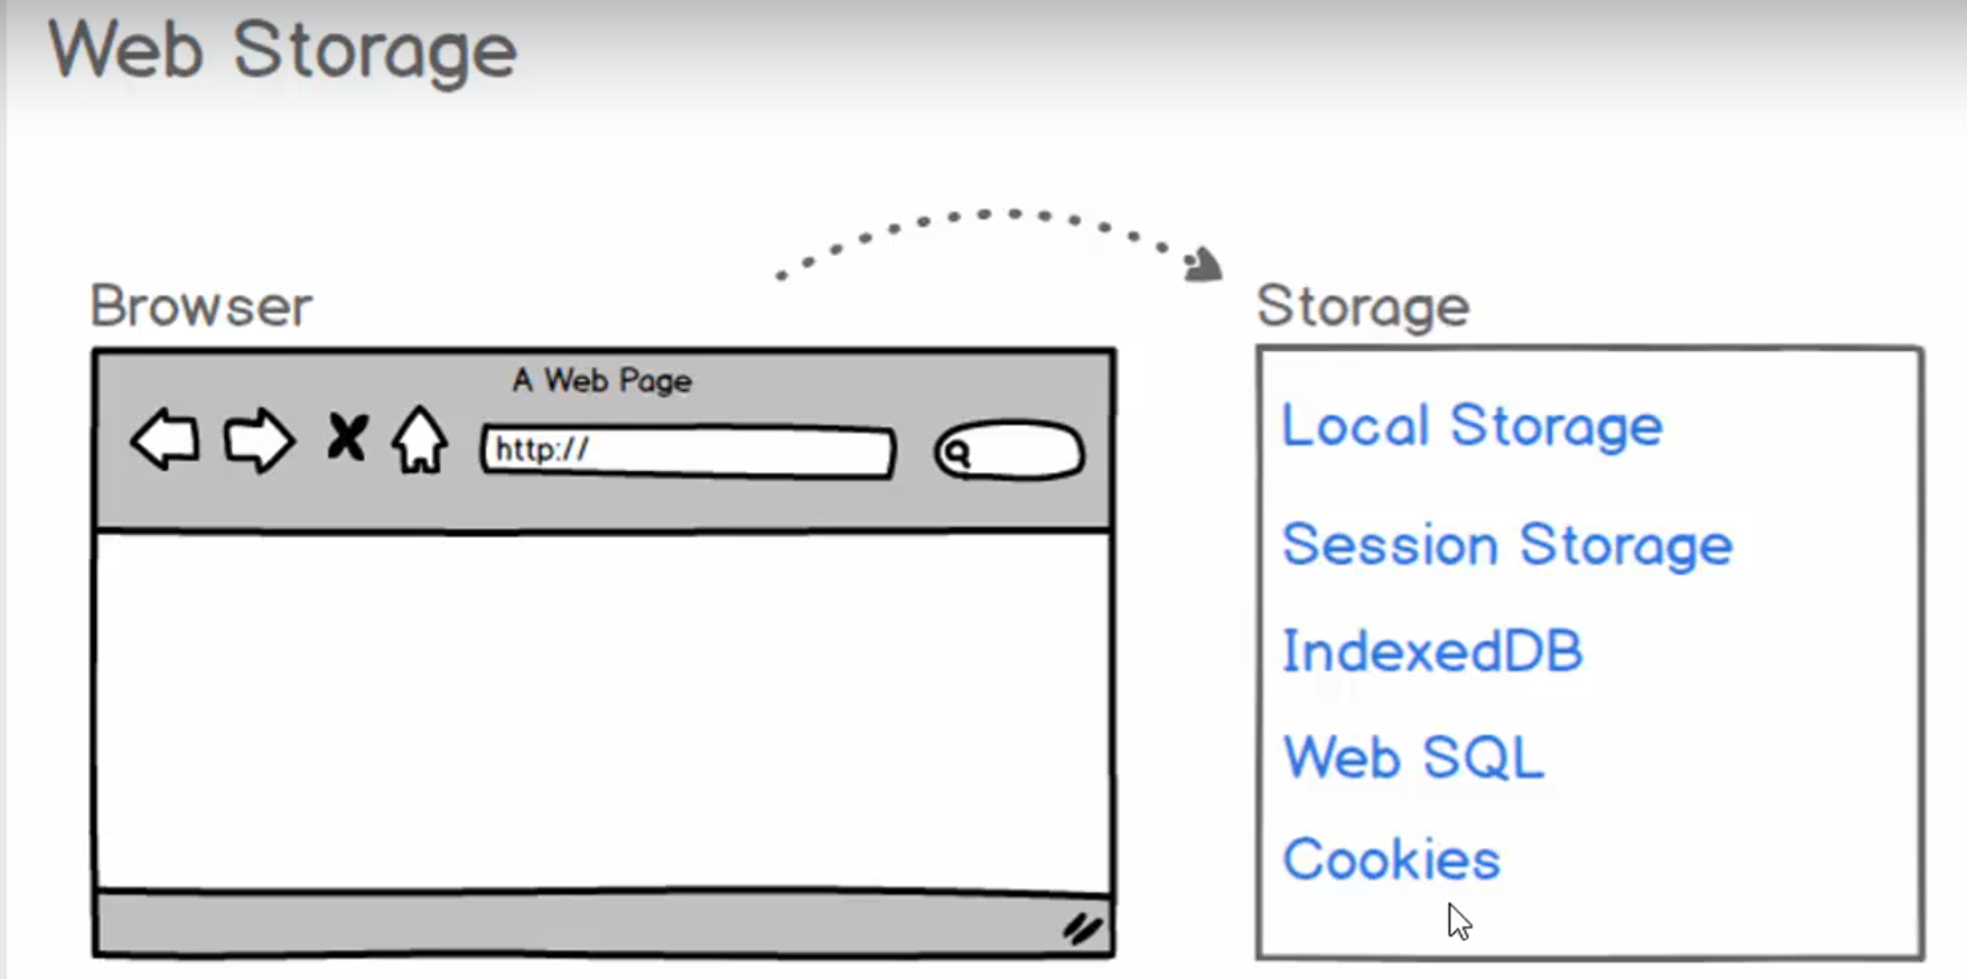 Web Storage
Browser
Storage
A Web Page
http://
Local Storage
Session Storage
IndexedDB
Web SQL
Cookies